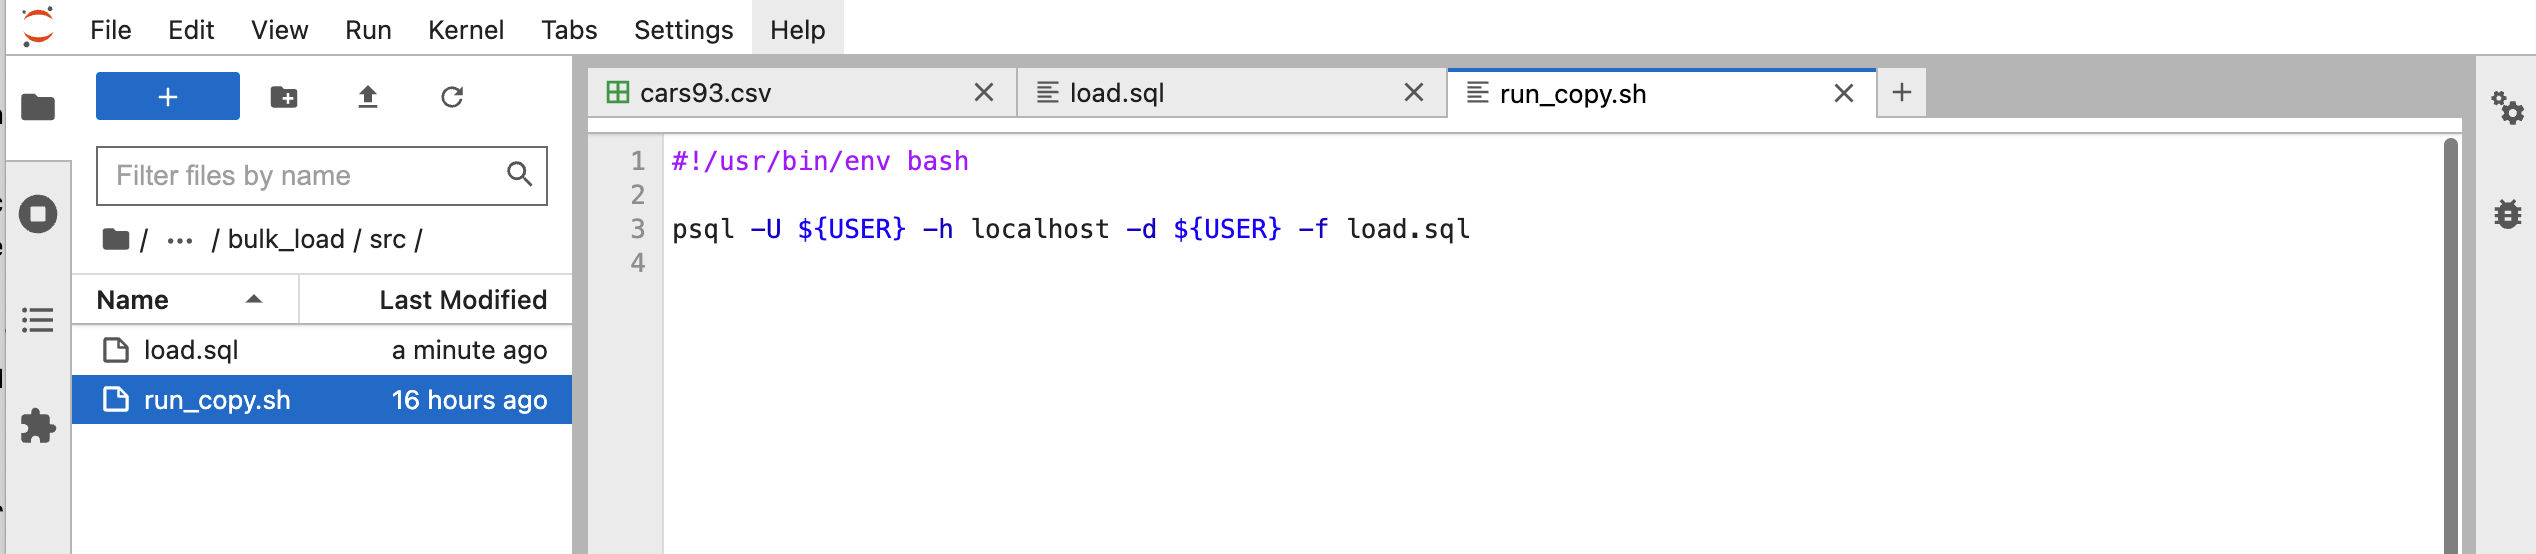 File Edit View Run Kernel Tabs Settings Help
+
Filter files by name
/ ... / bulk_load / src /
Name Last Modified
load.sql a minute ago
run_copy.sh 16 hours ago
cars93.csv load.sql run_copy.sh +
1 #!/usr/bin/env bash
2
3 psql -U ${USER} -h localhost -d ${USER} -f load.sql
4